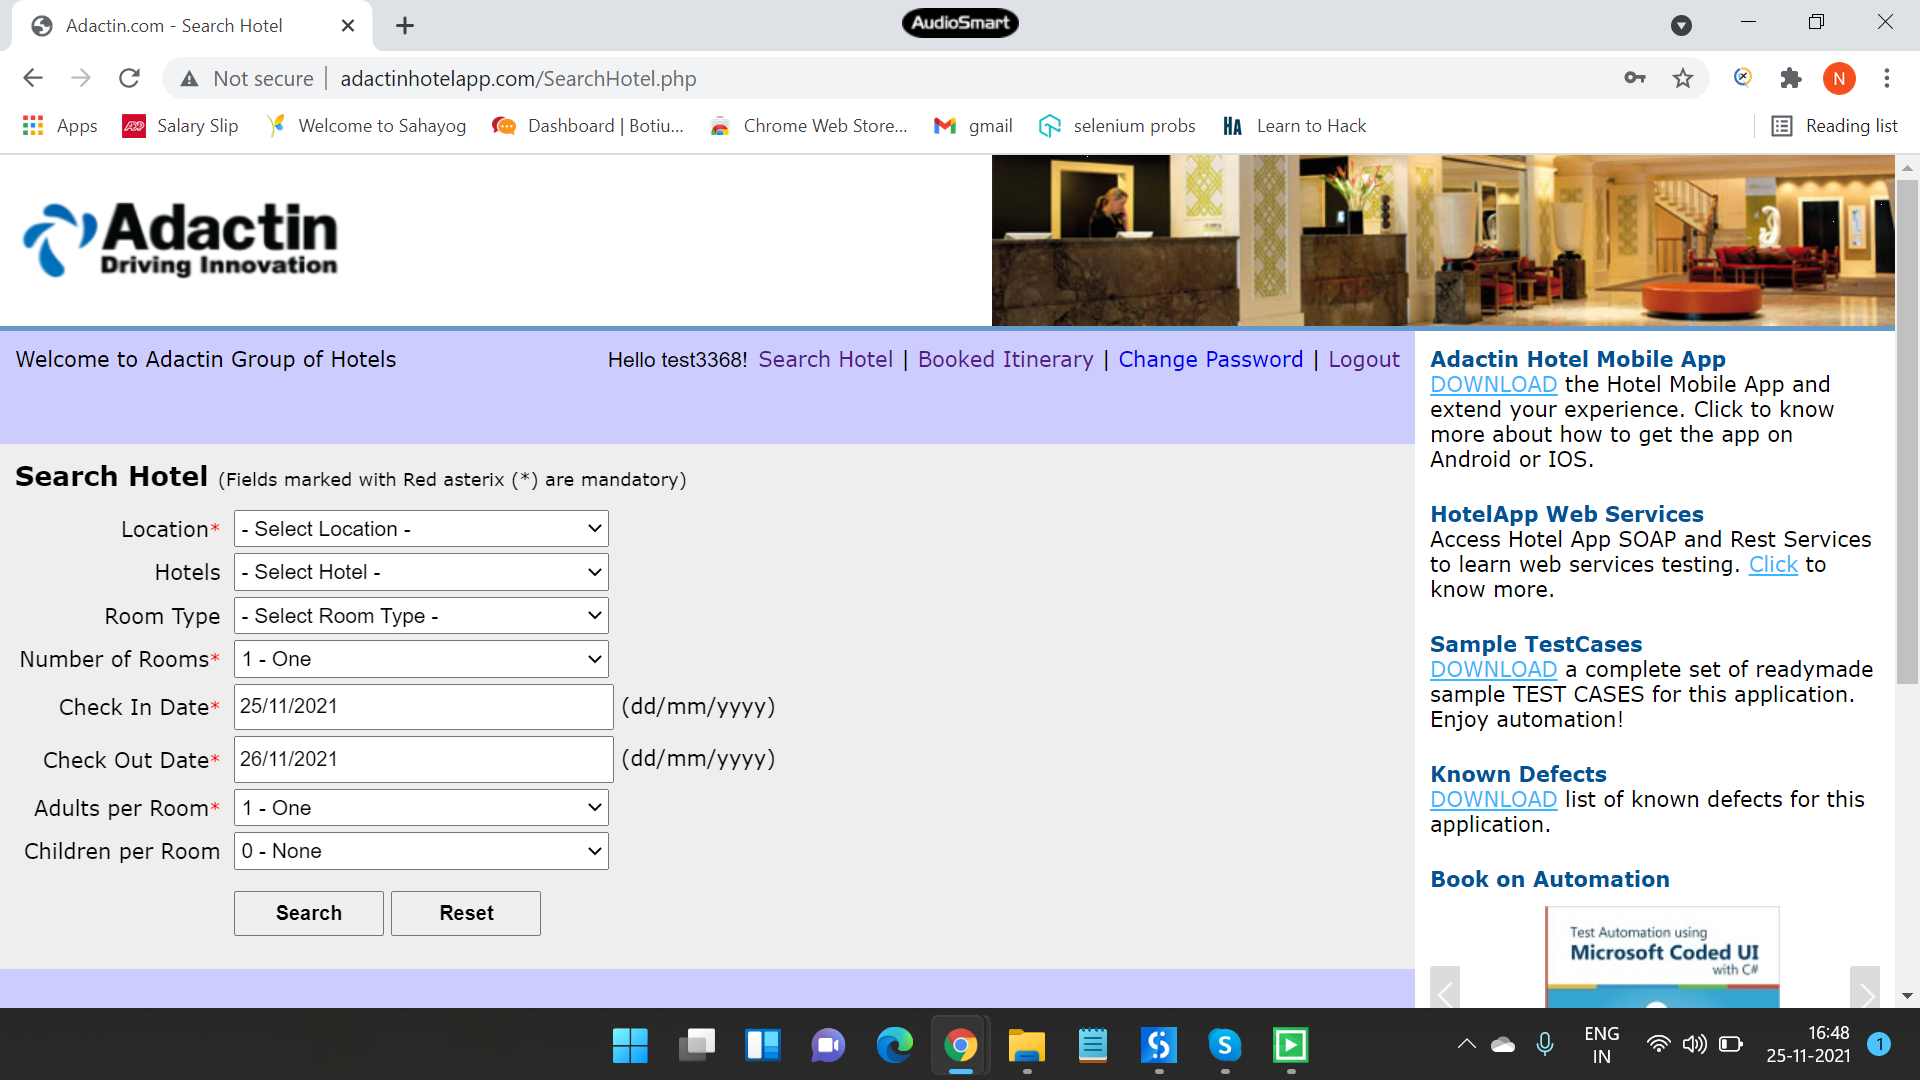 Adactin.com - Search Hotel
AudioSmart
Not secure
adactinhotelapp.com/SearchHotel.php
N
Apps
Salary Slip
Welcome to Sahayog
Dashboard | Botiu...
Chrome Web Store...
gmail
selenium probs
HA
Learn to Hack
Reading list
Adactin
Driving Innovation
Welcome to Adactin Group of Hotels
Hello test3368! Search Hotel | Booked Itinerary | Change Password | Logout
Search Hotel (Fields marked with Red asterix (*) are mandatory)
Location* - Select Location -
Hotels - Select Hotel -
Room Type - Select Room Type -
Number of Rooms* 1 - One
Check In Date* 25/11/2021 (dd/mm/yyyy)
Check Out Date* 26/11/2021 (dd/mm/yyyy)
Adults per Room* 1 - One
Children per Room 0 - None
Search Reset
Adactin Hotel Mobile App
DOWNLOAD the Hotel Mobile App and
extend your experience. Click to know
more about how to get the app on
Android or IOS.
HotelApp Web Services
Access Hotel App SOAP and Rest Services
to learn web services testing. Click to
know more.
Sample TestCases
DOWNLOAD a complete set of readymade
sample TEST CASES for this application.
Enjoy automation!
Known Defects
DOWNLOAD list of known defects for this
application.
Book on Automation
Test Automation using
Microsoft Coded UI
with C#
ENG
IN
16:48
25-11-2021
1